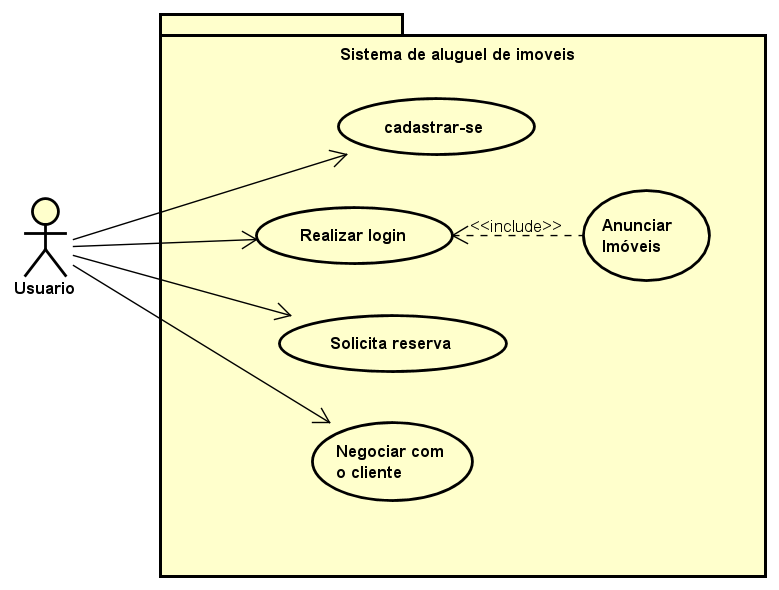 Sistema de aluguel de imoveis
cadastrar-se
Realizar login
<<include>>
Anunciar
Imóveis
Usuario
Solicita reserva
Negociar com
o cliente